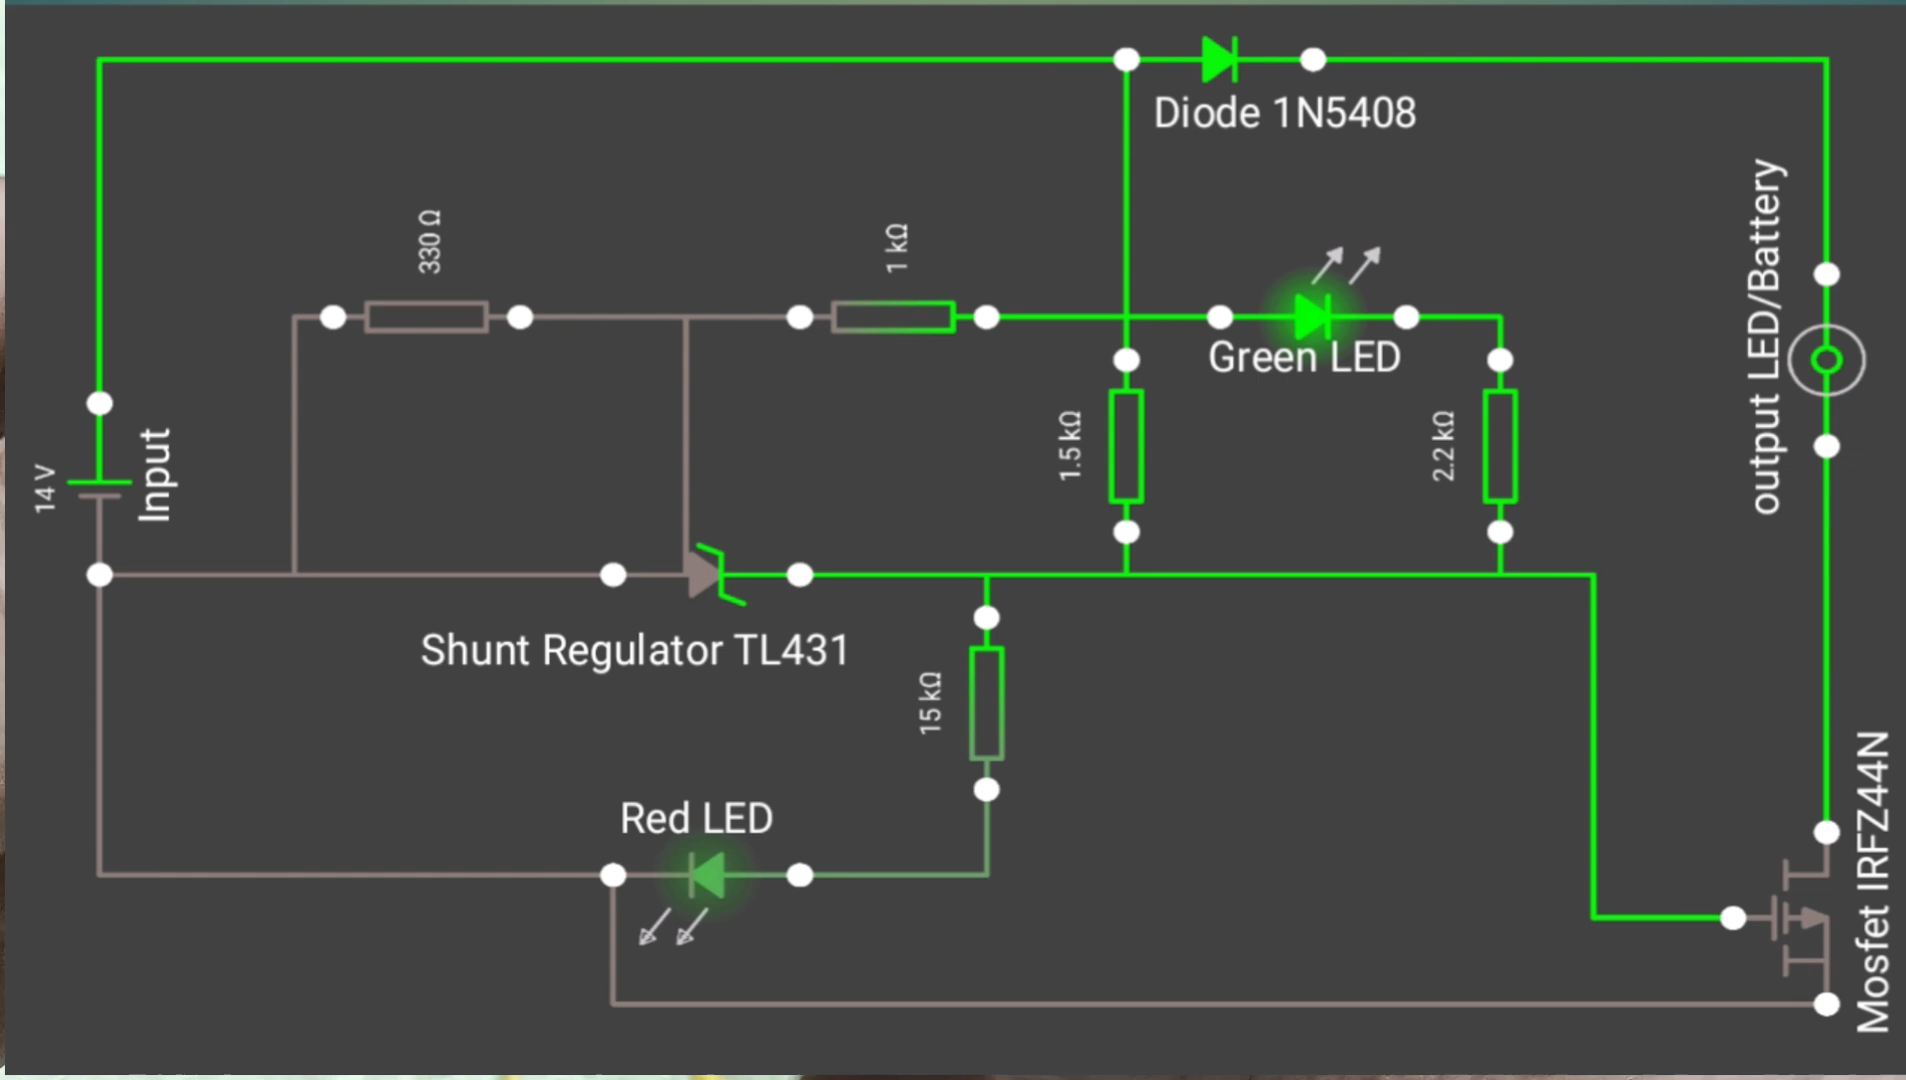 Diode 1N5408
330 Ω
1 kΩ
output LED/Battery
Green LED
14 V
Input
1.5 kΩ
2.2 kΩ
Shunt Regulator TL431
15 kΩ
Red LED
Mosfet IRFZ44N